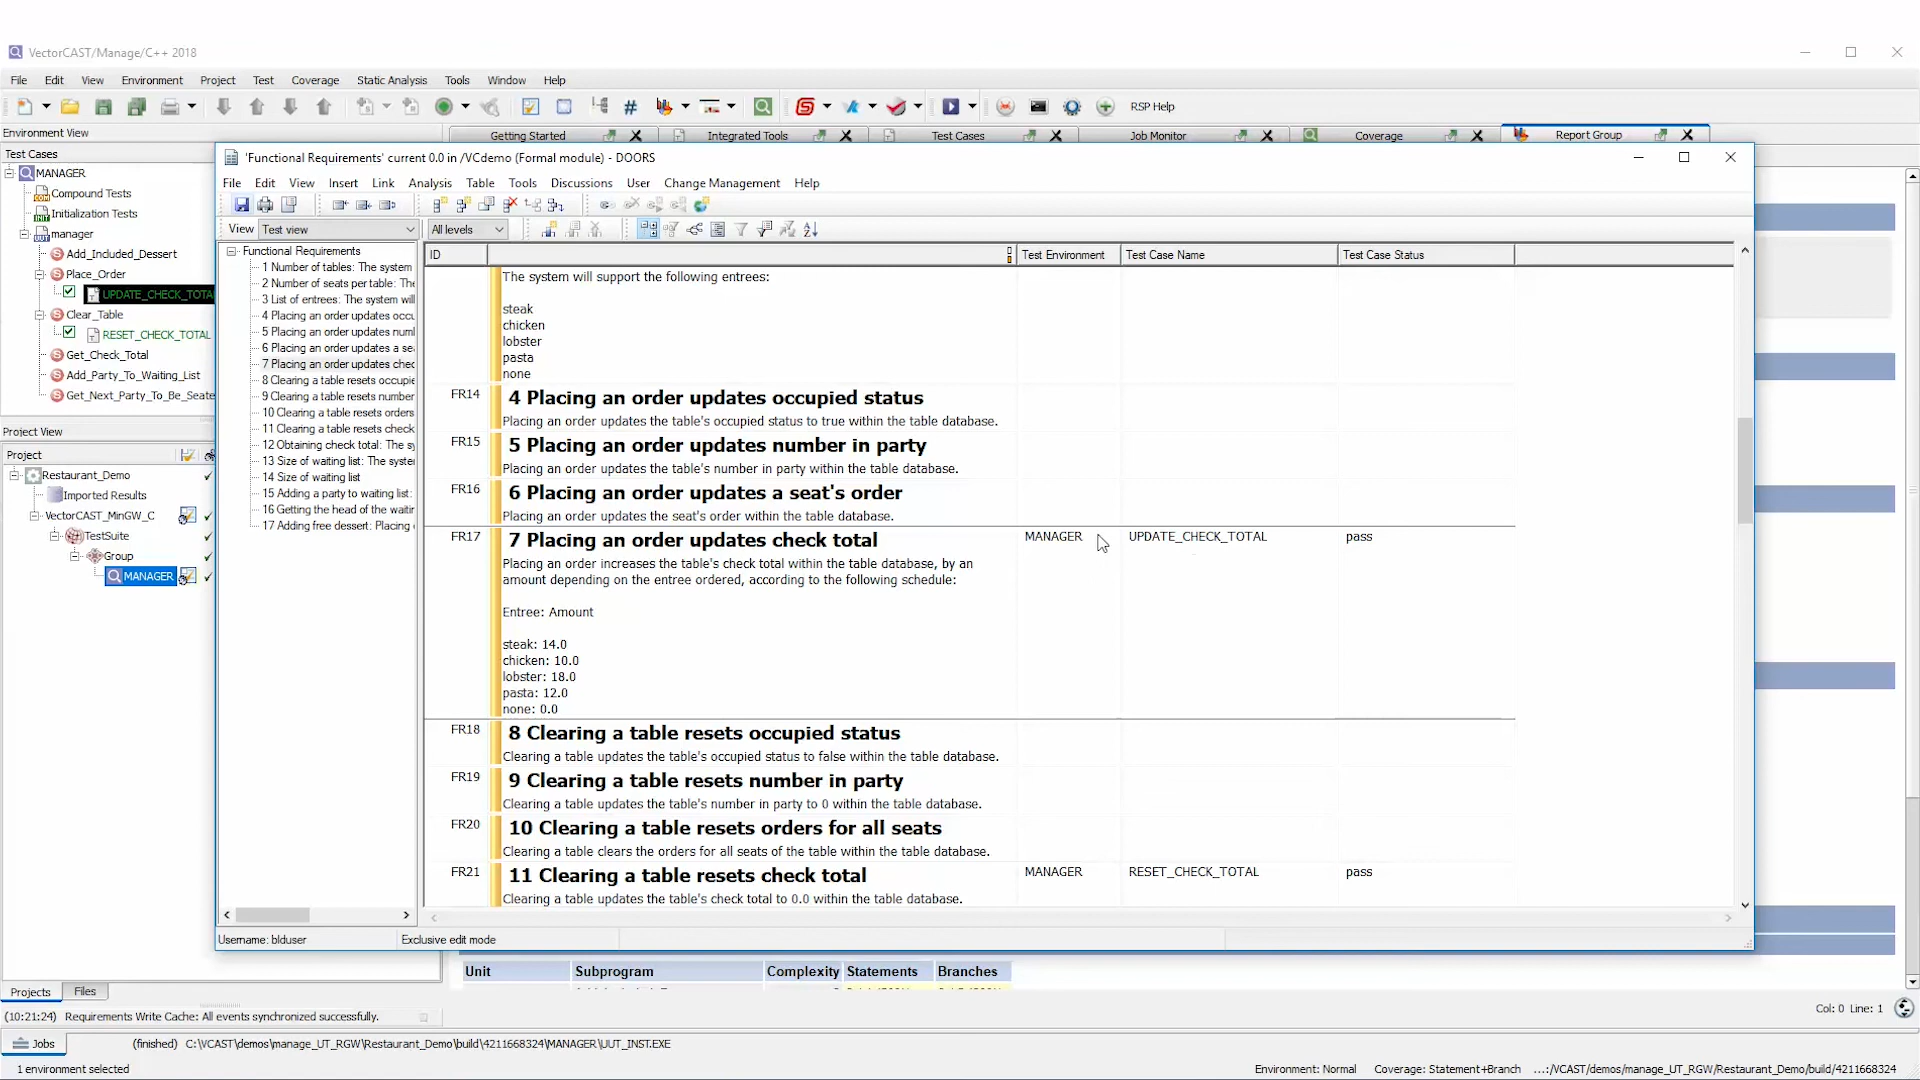 VectorCAST/Manage/C++ 2018
File Edit View Environment Project Test Coverage Static Analysis Tools Window Help
RSP Help
Environment View
Getting Started Integrated Tools Test Cases Job Monitor Coverage Report Group
Test Cases
MANAGER
Compound Tests
Initialization Tests
manager
Add_Included_Dessert
Place_Order
UPDATE_CHECK_TOTA
Clear_Table
RESET_CHECK_TOTAL
Get_Check_Total
Add_Party_To_Waiting_List
Get_Next_Party_To_Be_Seate
Project View
Project
Restaurant_Demo
Imported Results
VectorCAST_MinGW_C
TestSuite
Group
MANAGER
'Functional Requirements' current 0.0 in /VCdemo (Formal module) - DOORS
File Edit View Insert Link Analysis Table Tools Discussions User Change Management Help
View Test view All levels
Functional Requirements
1 Number of tables: The system
2 Number of seats per table: The
3 List of entrees: The system will
4 Placing an order updates occu
5 Placing an order updates numl
6 Placing an order updates a sea
7 Placing an order updates chec
8 Clearing a table resets occupie
9 Clearing a table resets number
10 Clearing a table resets orders
11 Clearing a table resets check
12 Obtaining check total: The sy
13 Size of waiting list: The syste
14 Size of waiting list
15 Adding a party to waiting list:
16 Getting the head of the waitir
17 Adding free dessert: Placing
ID Test Environment Test Case Name Test Case Status
The system will support the following entrees:
steak
chicken
lobster
pasta
none
FR14 4 Placing an order updates occupied status
Placing an order updates the table's occupied status to true within the table database.
FR15 5 Placing an order updates number in party
Placing an order updates the table's number in party within the table database.
FR16 6 Placing an order updates a seat's order
Placing an order updates the seat's order within the table database.
FR17 7 Placing an order updates check total MANAGER UPDATE_CHECK_TOTAL pass
Placing an order increases the table's check total within the table database, by an
amount depending on the entree ordered, according to the following schedule:
Entree: Amount
steak: 14.0
chicken: 10.0
lobster: 18.0
pasta: 12.0
none: 0.0
FR18 8 Clearing a table resets occupied status
Clearing a table updates the table's occupied status to false within the table database.
FR19 9 Clearing a table resets number in party
Clearing a table updates the table's number in party to 0 within the table database.
FR20 10 Clearing a table resets orders for all seats
Clearing a table clears the orders for all seats of the table within the table database.
FR21 11 Clearing a table resets check total MANAGER RESET_CHECK_TOTAL pass
Clearing a table updates the table's check total to 0.0 within the table database.
Username: blduser Exclusive edit mode
Unit Subprogram Complexity Statements Branches
Projects Files
(10:21:24) Requirements Write Cache: All events synchronized successfully.
Col: 0 Line: 1
Jobs (finished) C:\VCAST\demos\manage_UT_RGW\Restaurant_Demo\build\4211668324\MANAGER\UUT_INST.EXE
1 environment selected
Environment: Normal Coverage: Statement+Branch ...:/VCAST/demos/manage_UT_RGW/Restaurant_Demo/build/4211668324